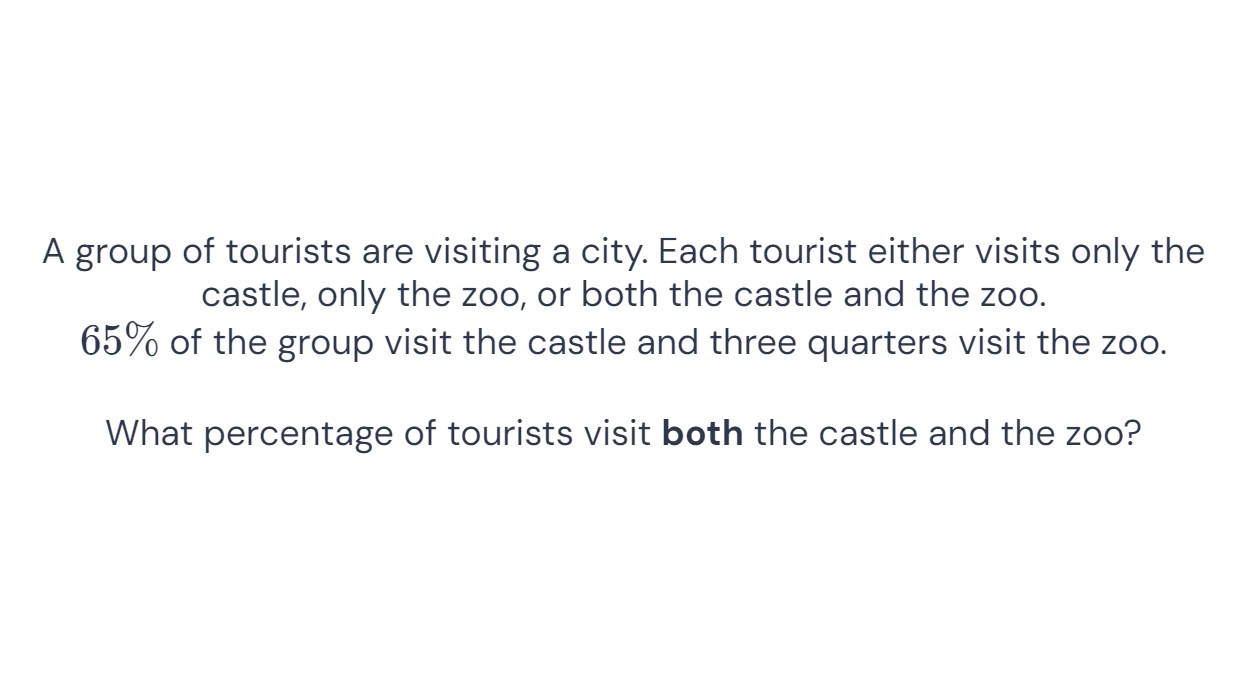 A group of tourists are visiting a city. Each tourist either visits only the
castle, only the zoo, or both the castle and the zoo.
65% of the group visit the castle and three quarters visit the zoo.
What percentage of tourists visit both the castle and the zoo?